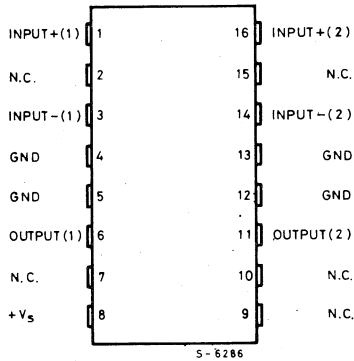 INPUT+(1) 1 16 INPUT+(2)
N.C. 2 15 N.C.
INPUT-(1) 3 14 INPUT-(2)
GND 4 13 GND
GND 5 12 GND
OUTPUT(1) 6 11 OUTPUT(2)
N.C. 7 10 N.C.
+Vs 8 9 N.C.
S-6286